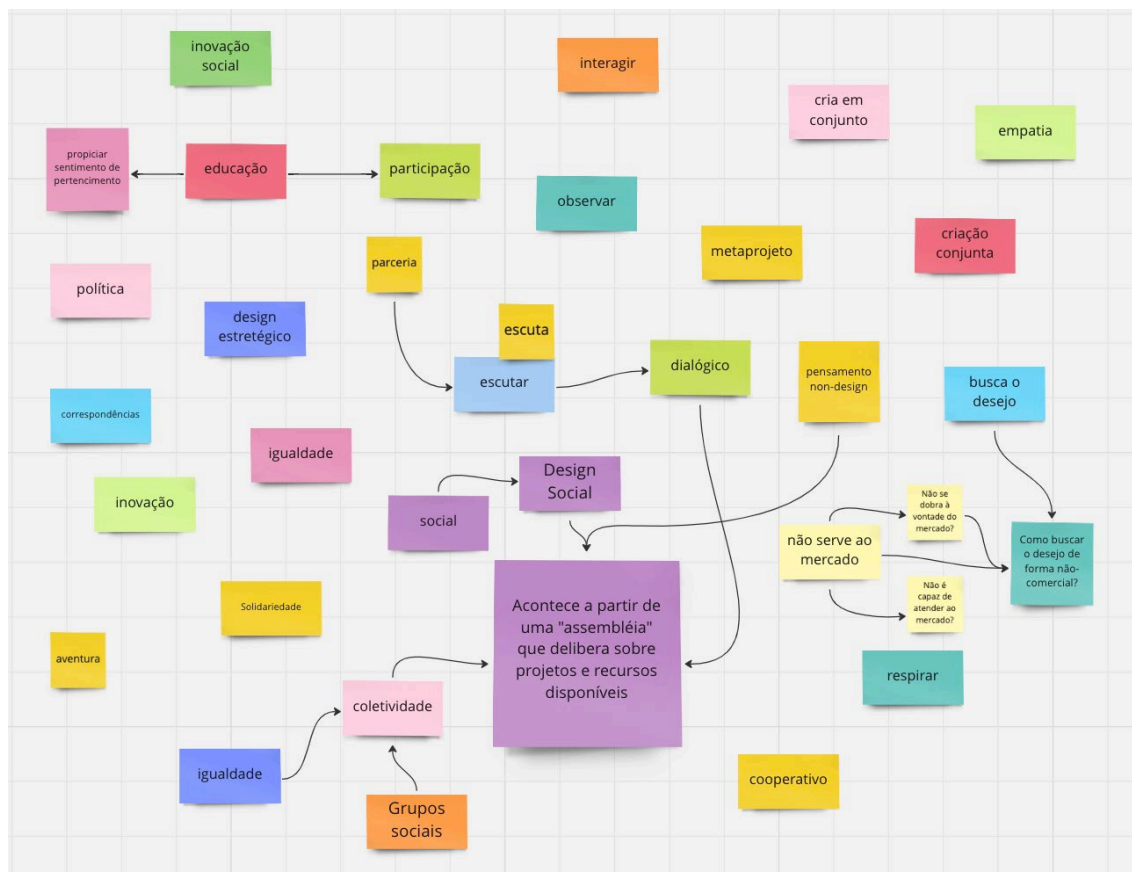 inovação
social
interagir
cria em
conjunto
empatia
propiciar
sentimento de
pertencimento
educação
participação
observar
criação
conjunta
metaprojeto
parceria
política
design
estretégico
escuta
escutar
dialógico
pensamento
non-design
busca o
desejo
correspondências
igualdade
Design
Social
inovação
social
não serve ao
mercado
Não se
dobra à
vontade do
mercado?
Como buscar
o desejo de
forma não-
comercial?
Não é
capaz de
atender ao
mercado?
Acontece a partir de
uma "assembléia"
que delibera sobre
projetos e recursos
disponíveis
Solidariedade
aventura
respirar
coletividade
igualdade
cooperativo
Grupos
sociais